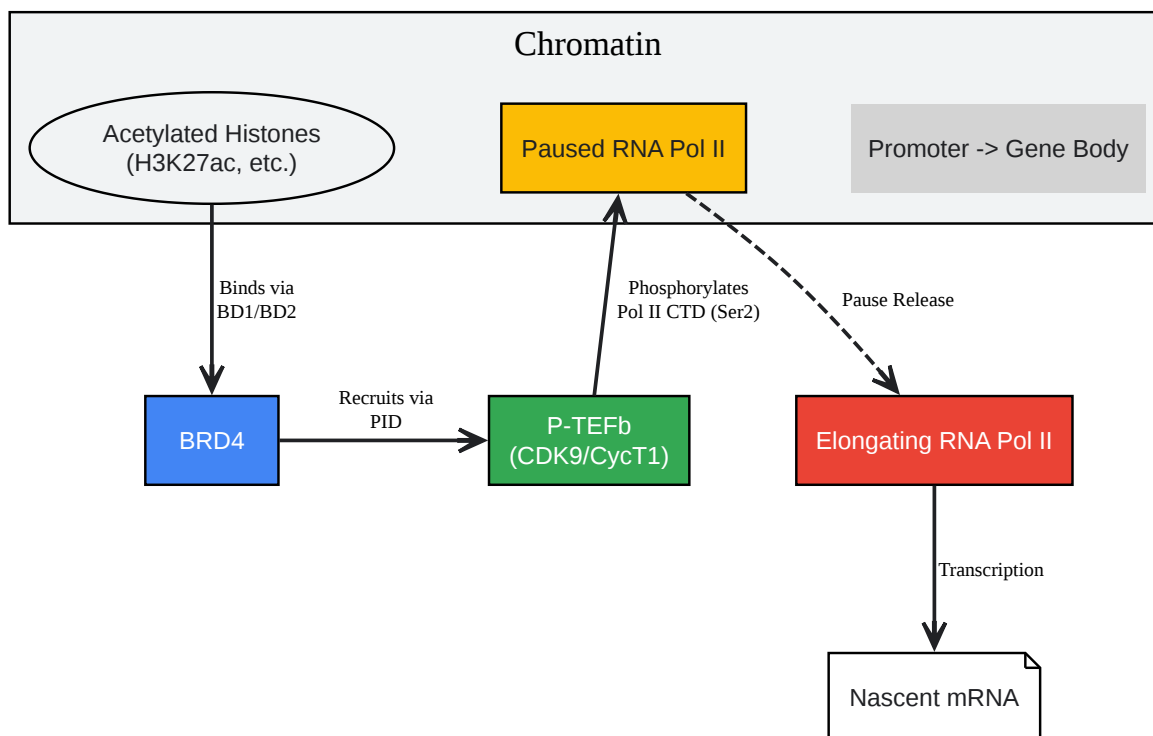 Chromatin
Acetylated Histones
(H3K27ac, etc.)
Paused RNA Pol II
Promoter -> Gene Body
Binds via
BD1/BD2
Phosphorylates
Pol II CTD (Ser2)
Pause Release
BRD4
Recruits via
PID
P-TEFb
(CDK9/CycT1)
Elongating RNA Pol II
Transcription
Nascent mRNA